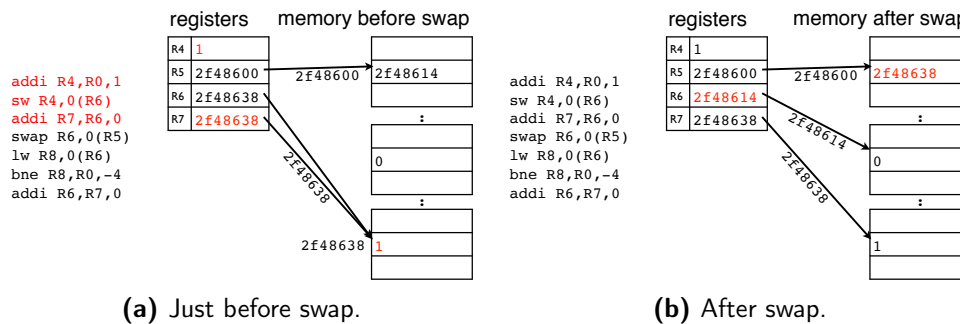 registers memory before swap
R4 1
R5 2f48600 2f48600 2f48614
R6 2f48638
R7 2f48638
addi R4,R0,1
sw R4,0(R6)
addi R7,R6,0
swap R6,0(R5)
lw R8,0(R6)
bne R8,R0,-4
addi R6,R7,0
:
0
2f48638
:
2f48638 1
(a) Just before swap.
registers memory after swap
R4 1
R5 2f48600 2f48600 2f48638
R6 2f48614
R7 2f48638
addi R4,R0,1
sw R4,0(R6)
addi R7,R6,0
swap R6,0(R5)
lw R8,0(R6)
bne R8,R0,-4
addi R6,R7,0
:
2f48614
0
2f48638
:
1
(b) After swap.